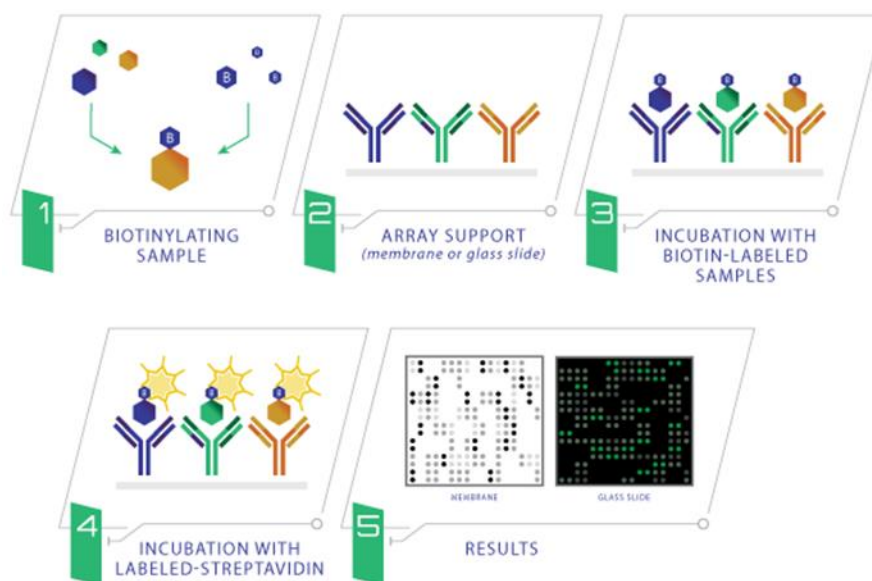 B
B
B
B
1
BIOTINYLATING
SAMPLE
2
ARRAY SUPPORT
(membrane or glass slide)
B
B
B
3
INCUBATION WITH
BIOTIN-LABELED
SAMPLES
B
B
B
4
INCUBATION WITH
LABELED-STREPTAVIDIN
MEMBRANE
GLASS SLIDE
5
RESULTS